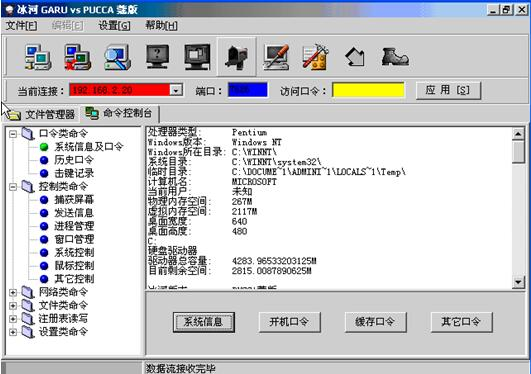 冰河 GARU vs PUCCA 蔻版
文件[F] 编辑[E] 设置[G] 帮助[H]
当前连接: 192.168.2.20 端口: 7626 访问口令: 应用[S]
文件管理器 命令控制台
口令类命令
系统信息及口令
历史口令
击键记录
控制类命令
捕获屏幕
发送信息
进程管理
窗口管理
系统控制
鼠标控制
其它控制
网络类命令
文件类命令
注册表读写
设置类命令
处理器类型: Pentium
Windows版本: Windows NT
Windows所在目录: C:\WINNT\
系统目录: C:\WINNT\system32\
临时目录: C:\DOCUME~1\ADMINI~1\LOCALS~1\Temp\
计算机名: MICROSOFT
当前用户: 未知
物理内存空间: 267M
虚拟内存空间: 2117M
桌面宽度: 640
桌面高度: 480
C:
硬盘驱动器
驱动器总容量: 4283.96533203125M
目前剩余空间: 2815.0087890625M
系统信息 开机口令 缓存口令 其它口令
数据流接收完毕